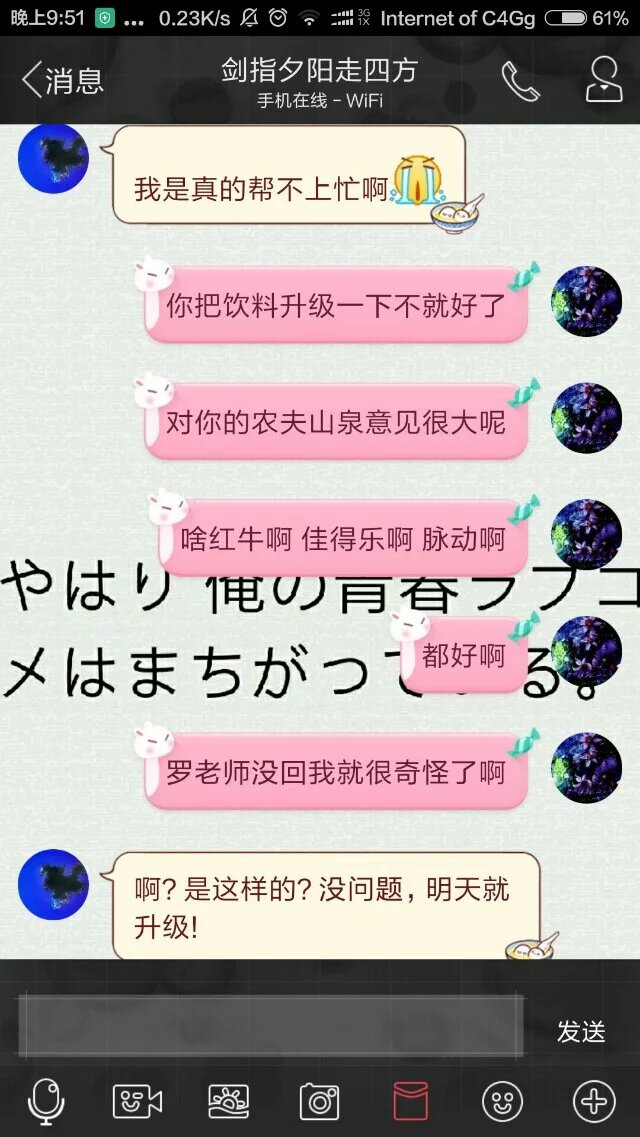 晚上9:51 ... 0.23K/s 3G 1X Internet of C4Gg 61%
消息
剑指夕阳走四方
手机在线 - WiFi
我是真的帮不上忙啊
你把饮料升级一下不就好了
对你的农夫山泉意见很大呢
啥红牛啊 佳得乐啊 脉动啊
やはり俺の青春ラブコ
都好啊
メはまちがっている。
罗老师没回我就很奇怪了啊
啊? 是这样的? 没问题, 明天就
升级!
发送